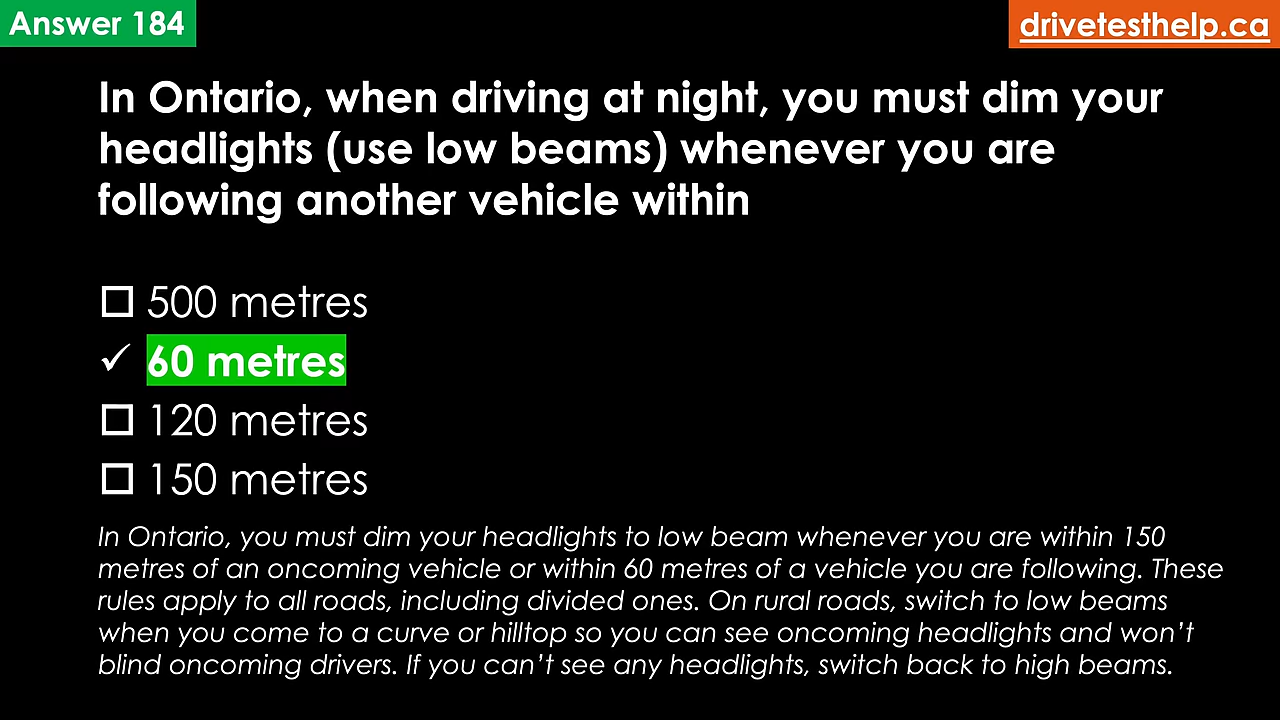 Answer 184
drivetesthelp.ca
In Ontario, when driving at night, you must dim your
headlights (use low beams) whenever you are
following another vehicle within
☐ 500 metres
✓ 60 metres
☐ 120 metres
☐ 150 metres
In Ontario, you must dim your headlights to low beam whenever you are within 150
metres of an oncoming vehicle or within 60 metres of a vehicle you are following. These
rules apply to all roads, including divided ones. On rural roads, switch to low beams
when you come to a curve or hilltop so you can see oncoming headlights and won’t
blind oncoming drivers. If you can’t see any headlights, switch back to high beams.